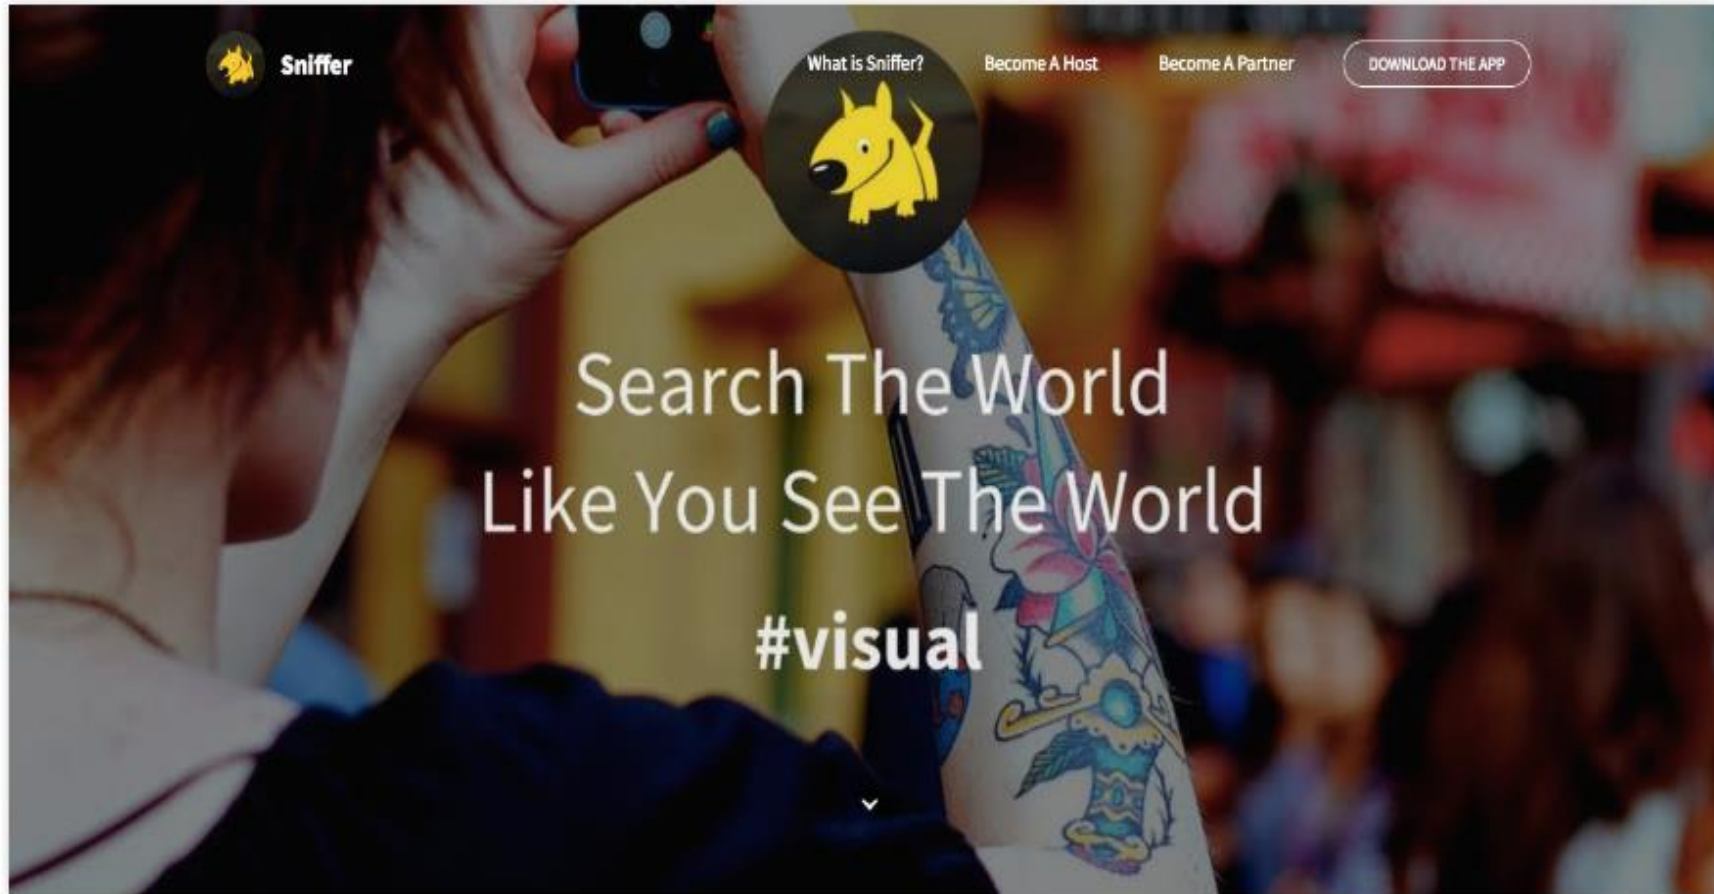 Sniffer
What is Sniffer?
Become A Host
Become A Partner
DOWNLOAD THE APP
Search The World
Like You See The World
#visual